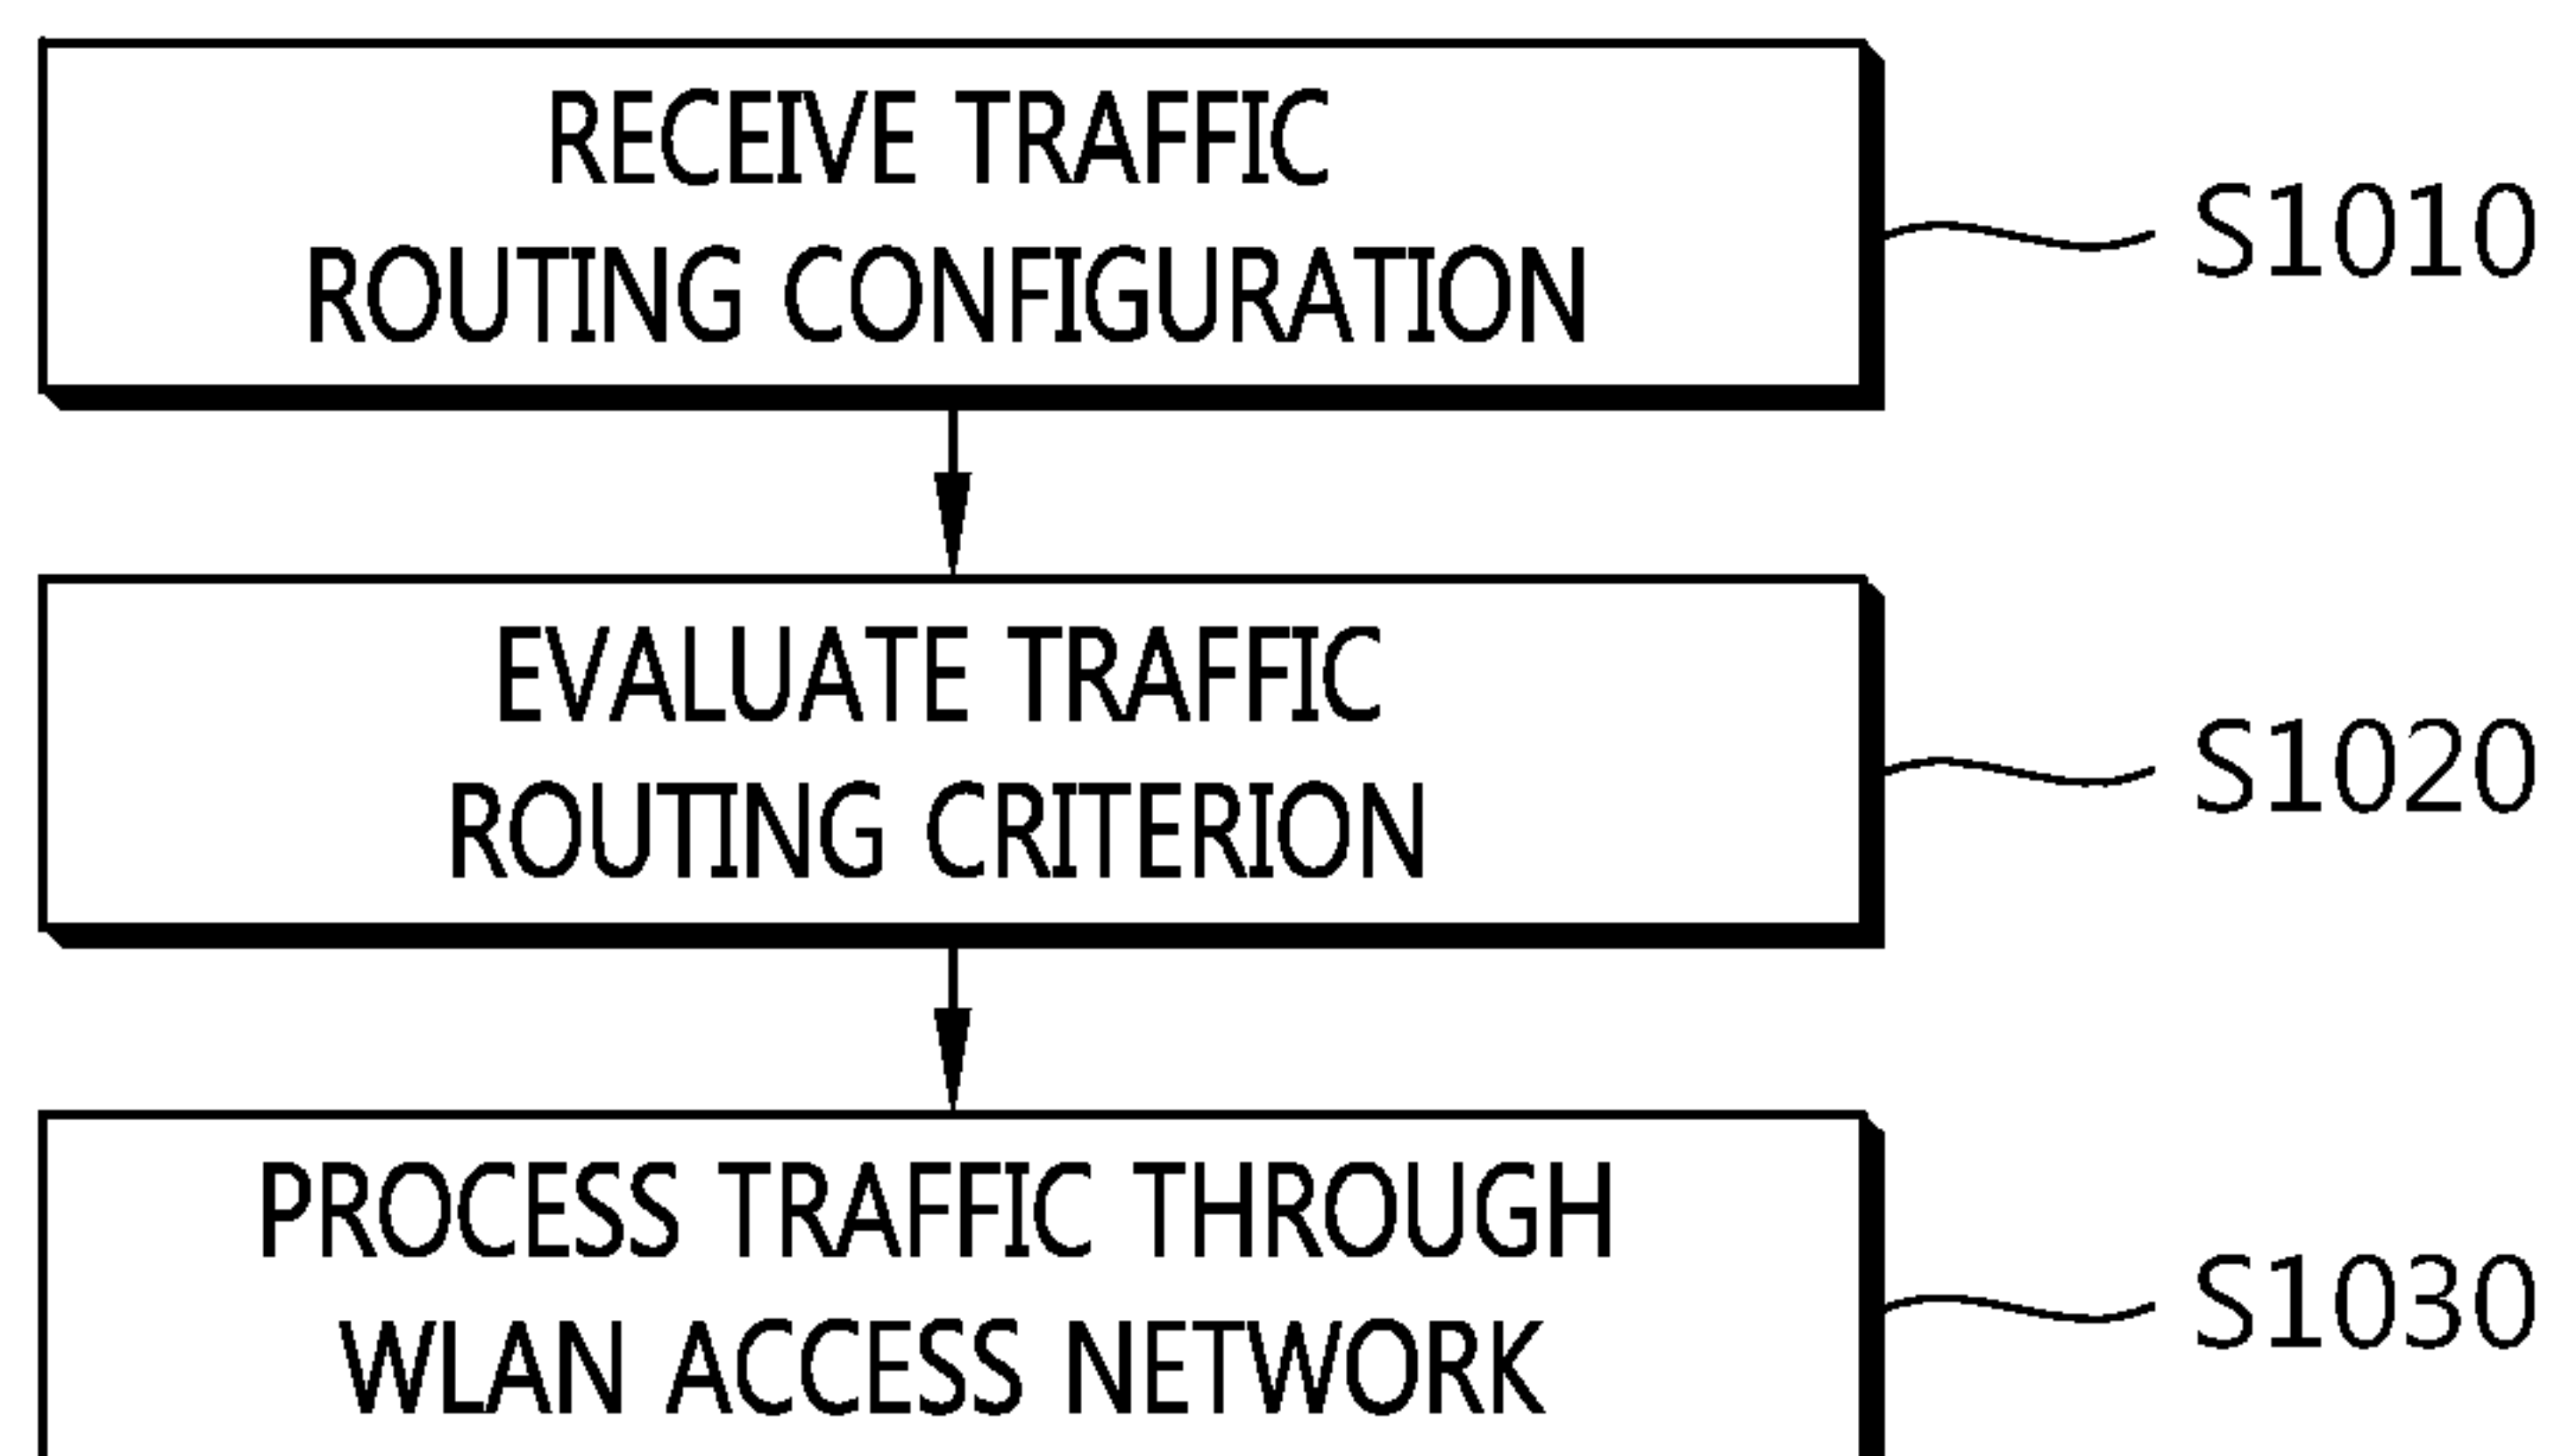 RECEIVE TRAFFIC
ROUTING CONFIGURATION
S1010
EVALUATE TRAFFIC
ROUTING CRITERION
S1020
PROCESS TRAFFIC THROUGH
WLAN ACCESS NETWORK
S1030